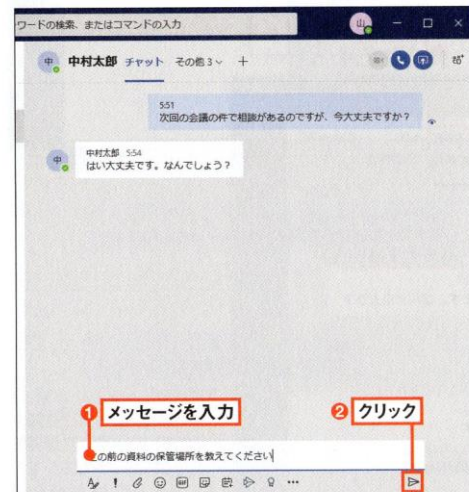 ワードの検索、またはコマンドの入力
山
中
中村太郎 チャット その他 3 +
5:51
次回の会議の件で相談があるのですが、今大丈夫ですか？
中
中村太郎 5:54
はい大丈夫です。なんでしょう？
❶ メッセージを入力
❷ クリック
の前の資料の保管場所を教えてください
GIF